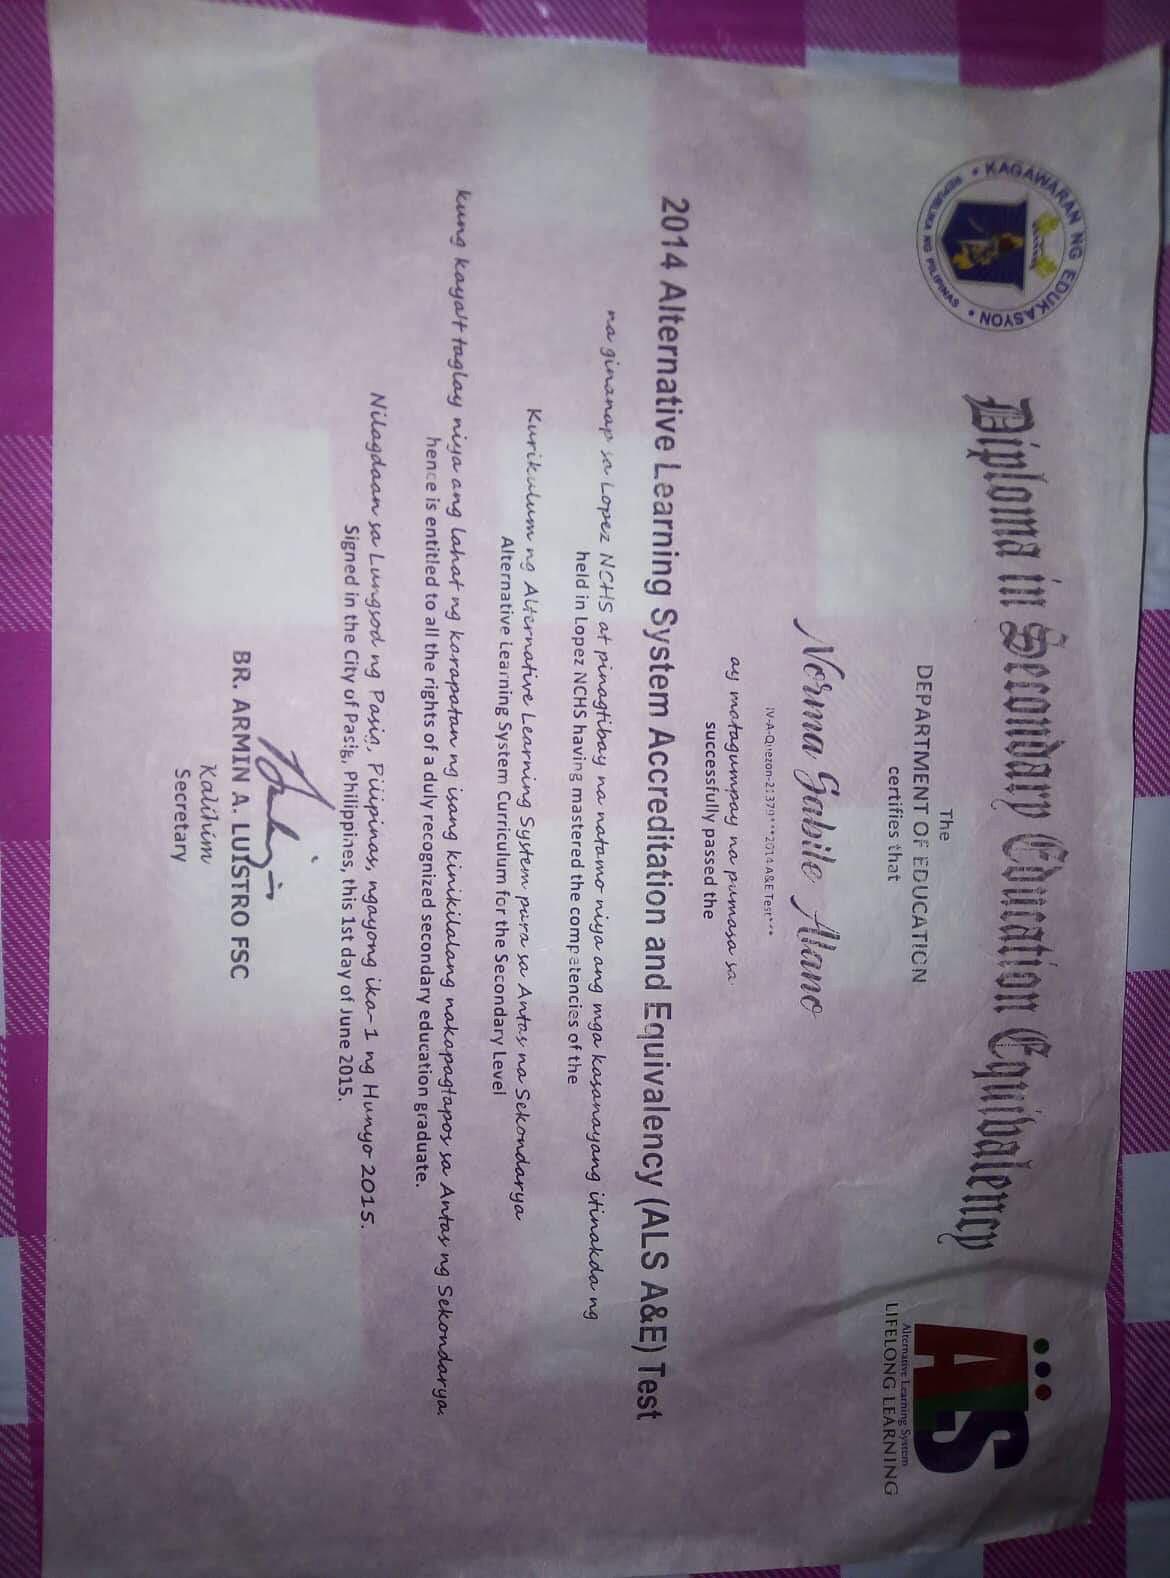 KAGAWARAN NG EDUKASYON
REPUBLIKA NG PILIPINAS
Diploma in Secondary Education Equivalency
ALS
Alternative Learning System
LIFELONG LEARNING
The
DEPARTMENT OF EDUCATION
certifies that
Norma Gabile Alano
ay matagumpay na pumasa sa
successfully passed the
2014 Alternative Learning System Accreditation and Equivalency (ALS A&E) Test
na ginanap sa Lopez NCHS at pinagtibay na natamo niya ang mga kasanayang itinakda ng
held in Lopez NCHS having mastered the competencies of the
Kurikulum ng Alternative Learning System para sa Antas na Sekondarya
Alternative Learning System Curriculum for the Secondary Level
kung kaya't taglay niya ang lahat ng karapatan ng isang kinikilalang nakapagtapos sa Antas ng Sekondarya.
hence is entitled to all the rights of a duly recognized secondary education graduate.
Nilagdaan sa Lungsod ng Pasig, Pilipinas, ngayong ika-1 ng Hunyo 2015.
Signed in the City of Pasig, Philippines, this 1st day of June 2015.
BR. ARMIN A. LUISTRO FSC
Kalihim
Secretary